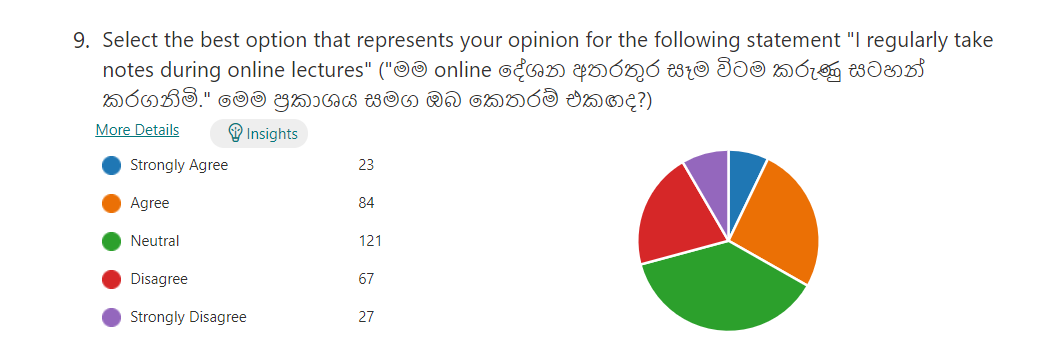 9. Select the best option that represents your opinion for the following statement "I regularly take
notes during online lectures" ("මම online දේශන අතරතුර සෑම විටම කරුණු සටහන්
කරගනිමි." මෙම ප්‍රකාශය සමග ඔබ කෙතරම් එකඟද?)
More Details
Insights
Strongly Agree 23
Agree 84
Neutral 121
Disagree 67
Strongly Disagree 27